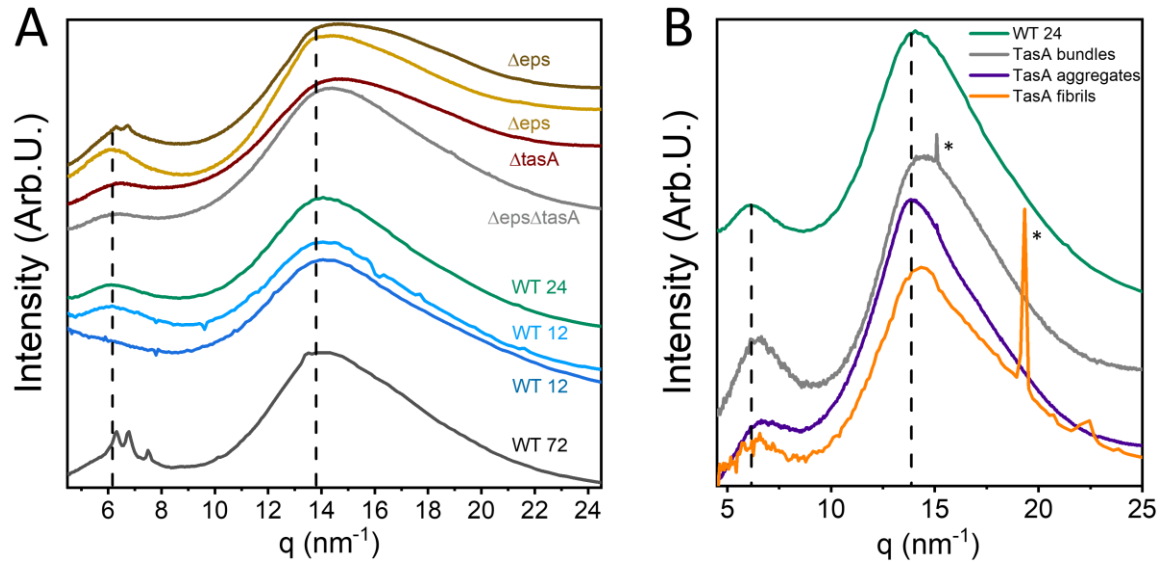 A
Intensity (Arb.U.)
Δeps
Δeps
ΔtasA
ΔepsΔtasA
WT 24
WT 12
WT 12
WT 72
4 6 8 10 12 14 16 18 20 22 24
q (nm⁻¹)
B
Intensity (Arb.U.)
WT 24
TasA bundles
TasA aggregates
TasA fibrils
*
*
5 10 15 20 25
q (nm⁻¹)